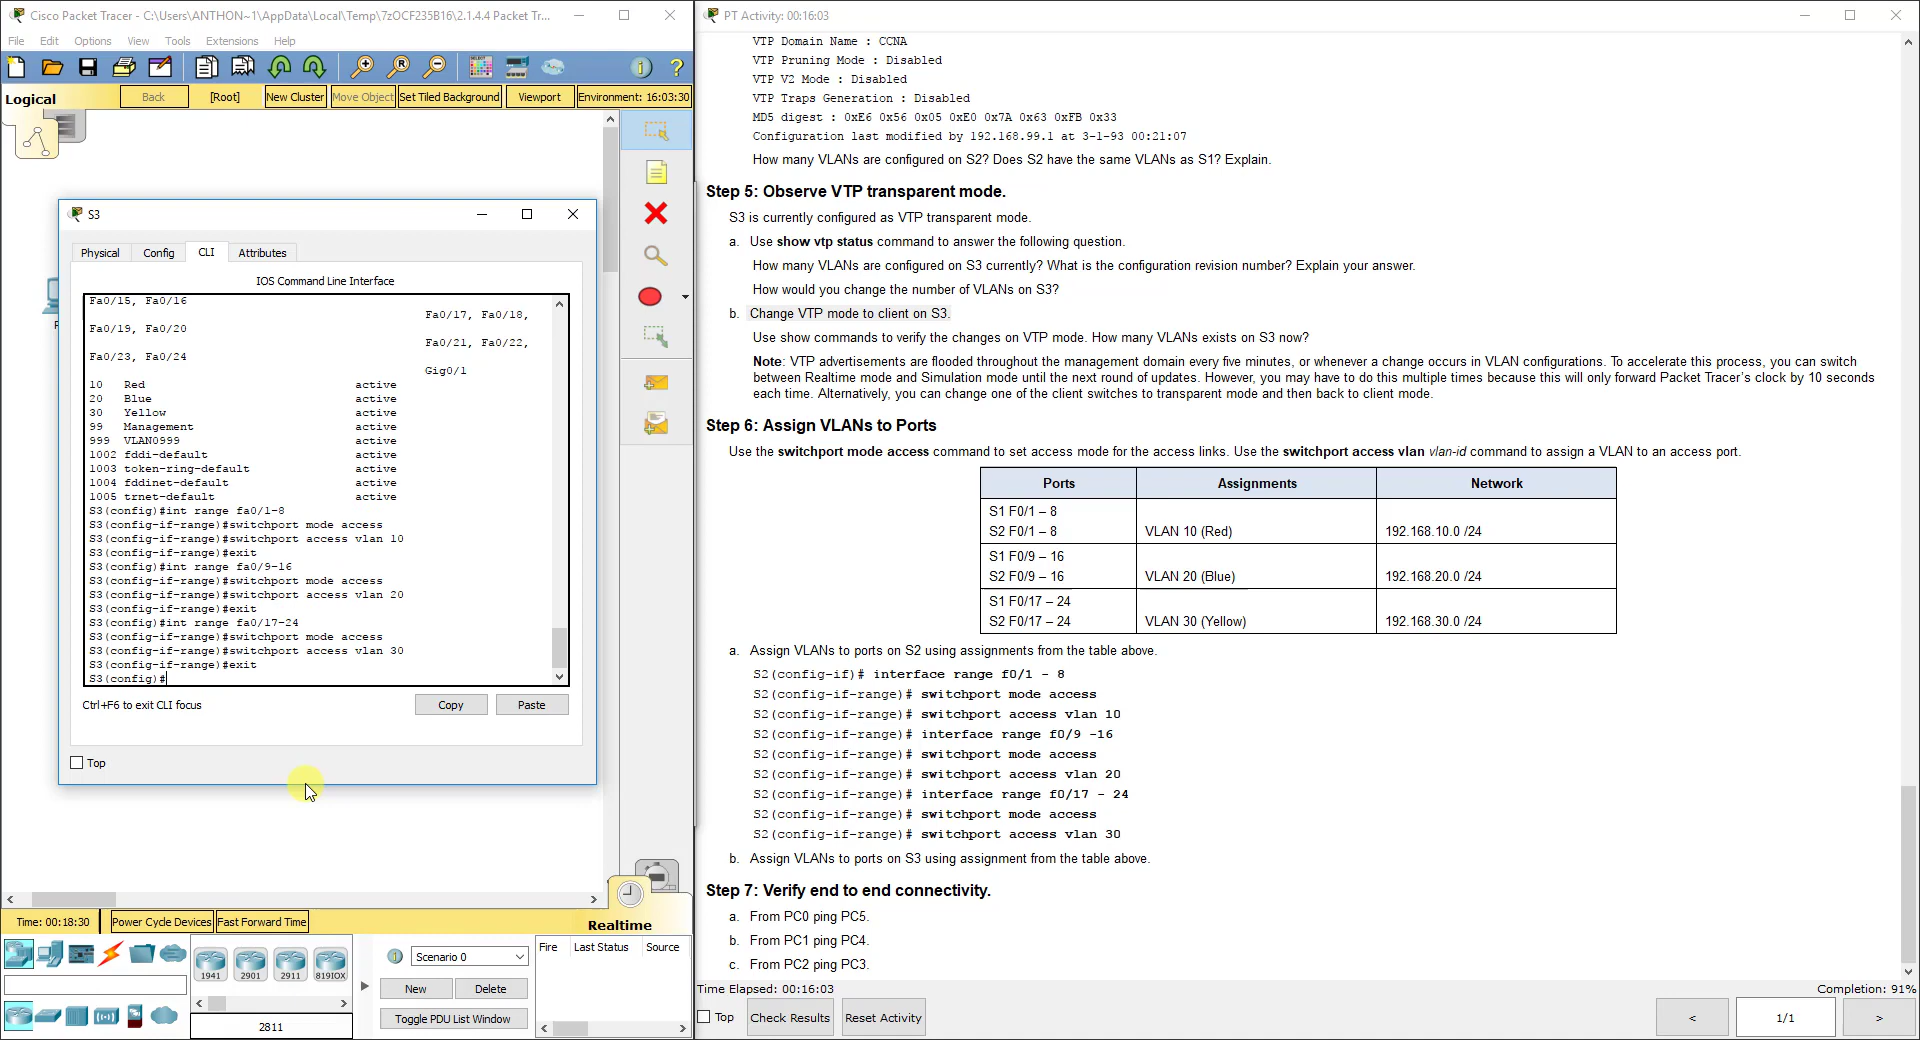 Cisco Packet Tracer - C:\Users\ANTHON~1\AppData\Local\Temp\7zOCF235B16\2.1.4.4 Packet Tr...
File Edit Options View Tools Extensions Help
Logical
Back
[Root]
New Cluster
Move Object
Set Tiled Background
Viewport
Environment: 16:03:30
S3
Physical
Config
CLI
Attributes
IOS Command Line Interface
Fa0/15, Fa0/16
Fa0/17, Fa0/18,
Fa0/19, Fa0/20
Fa0/21, Fa0/22,
Fa0/23, Fa0/24
Gig0/1
10 Red active
20 Blue active
30 Yellow active
99 Management active
999 VLAN0999 active
1002 fddi-default active
1003 token-ring-default active
1004 fddinet-default active
1005 trnet-default active
S3(config)#int range fa0/1-8
S3(config-if-range)#switchport mode access
S3(config-if-range)#switchport access vlan 10
S3(config-if-range)#exit
S3(config)#int range fa0/9-16
S3(config-if-range)#switchport mode access
S3(config-if-range)#switchport access vlan 20
S3(config-if-range)#exit
S3(config)#int range fa0/17-24
S3(config-if-range)#switchport mode access
S3(config-if-range)#switchport access vlan 30
S3(config-if-range)#exit
S3(config)#
Ctrl+F6 to exit CLI focus
Copy
Paste
Top
Time: 00:18:30
Power Cycle Devices
Fast Forward Time
Realtime
1941
2901
2911
819IOX
2811
Scenario 0
New
Delete
Toggle PDU List Window
Fire Last Status Source
PT Activity: 00:16:03
VTP Domain Name : CCNA
VTP Pruning Mode : Disabled
VTP V2 Mode : Disabled
VTP Traps Generation : Disabled
MD5 digest : 0xE6 0x56 0x05 0xE0 0x7A 0x63 0xFB 0x33
Configuration last modified by 192.168.99.1 at 3-1-93 00:21:07
How many VLANs are configured on S2? Does S2 have the same VLANs as S1? Explain.
Step 5: Observe VTP transparent mode.
S3 is currently configured as VTP transparent mode.
a. Use show vtp status command to answer the following question.
How many VLANs are configured on S3 currently? What is the configuration revision number? Explain your answer.
How would you change the number of VLANs on S3?
b. Change VTP mode to client on S3.
Use show commands to verify the changes on VTP mode. How many VLANs exists on S3 now?
Note: VTP advertisements are flooded throughout the management domain every five minutes, or whenever a change occurs in VLAN configurations. To accelerate this process, you can switch
between Realtime mode and Simulation mode until the next round of updates. However, you may have to do this multiple times because this will only forward Packet Tracer's clock by 10 seconds
each time. Alternatively, you can change one of the client switches to transparent mode and then back to client mode.
Step 6: Assign VLANs to Ports
Use the switchport mode access command to set access mode for the access links. Use the switchport access vlan vlan-id command to assign a VLAN to an access port.
Ports Assignments Network
S1 F0/1 – 8
S2 F0/1 – 8 VLAN 10 (Red) 192.168.10.0 /24
S1 F0/9 – 16
S2 F0/9 – 16 VLAN 20 (Blue) 192.168.20.0 /24
S1 F0/17 – 24
S2 F0/17 – 24 VLAN 30 (Yellow) 192.168.30.0 /24
a. Assign VLANs to ports on S2 using assignments from the table above.
S2(config-if)# interface range f0/1 - 8
S2(config-if-range)# switchport mode access
S2(config-if-range)# switchport access vlan 10
S2(config-if-range)# interface range f0/9 -16
S2(config-if-range)# switchport mode access
S2(config-if-range)# switchport access vlan 20
S2(config-if-range)# interface range f0/17 - 24
S2(config-if-range)# switchport mode access
S2(config-if-range)# switchport access vlan 30
b. Assign VLANs to ports on S3 using assignment from the table above.
Step 7: Verify end to end connectivity.
a. From PC0 ping PC5.
b. From PC1 ping PC4.
c. From PC2 ping PC3.
Time Elapsed: 00:16:03
Completion: 91%
Top
Check Results
Reset Activity
<
1/1
>